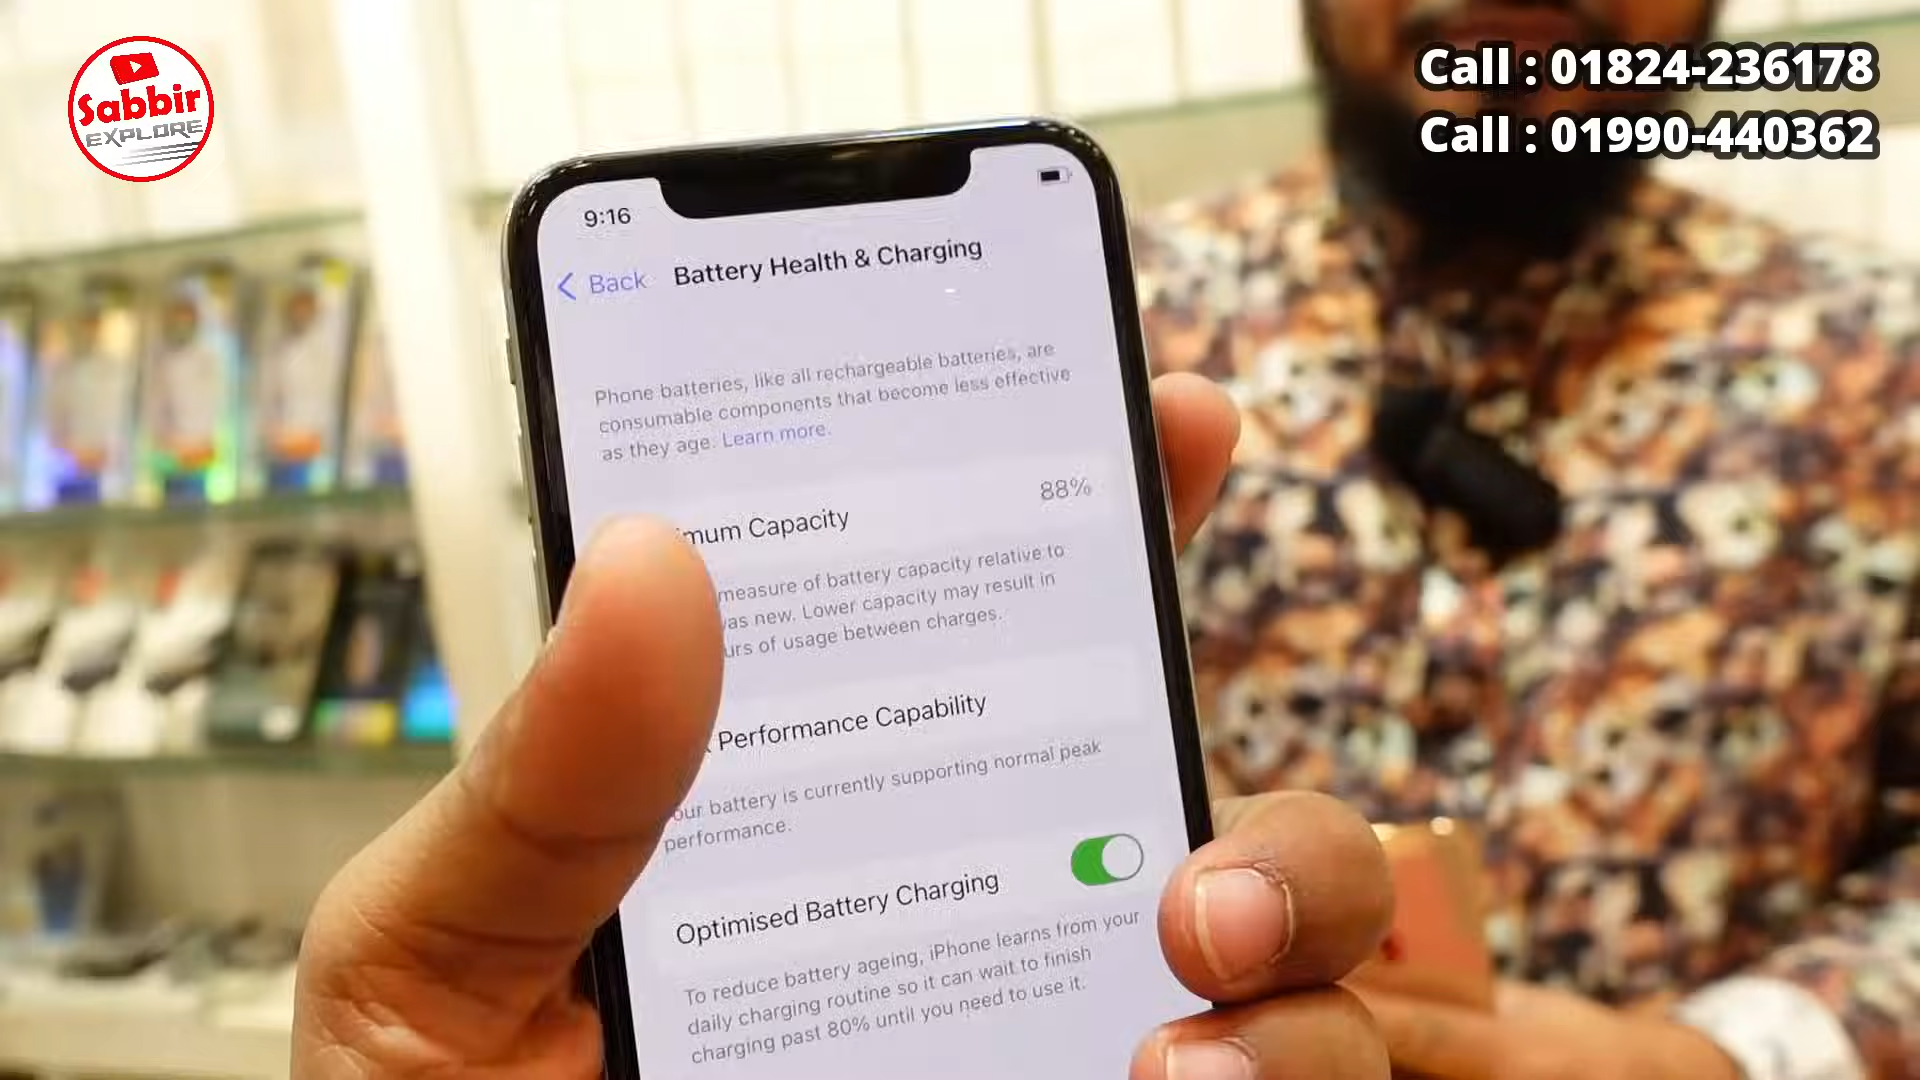 Sabbir
EXPLORE
Call : 01824-236178
Call : 01990-440362
9:16
Back
Battery Health & Charging
Phone batteries, like all rechargeable batteries, are
consumable components that become less effective
as they age. Learn more.
88%
mum Capacity
measure of battery capacity relative to
as new. Lower capacity may result in
urs of usage between charges.
Performance Capability
our battery is currently supporting normal peak
performance.
Optimised Battery Charging
To reduce battery ageing, iPhone learns from your
daily charging routine so it can wait to finish
charging past 80% until you need to use it.